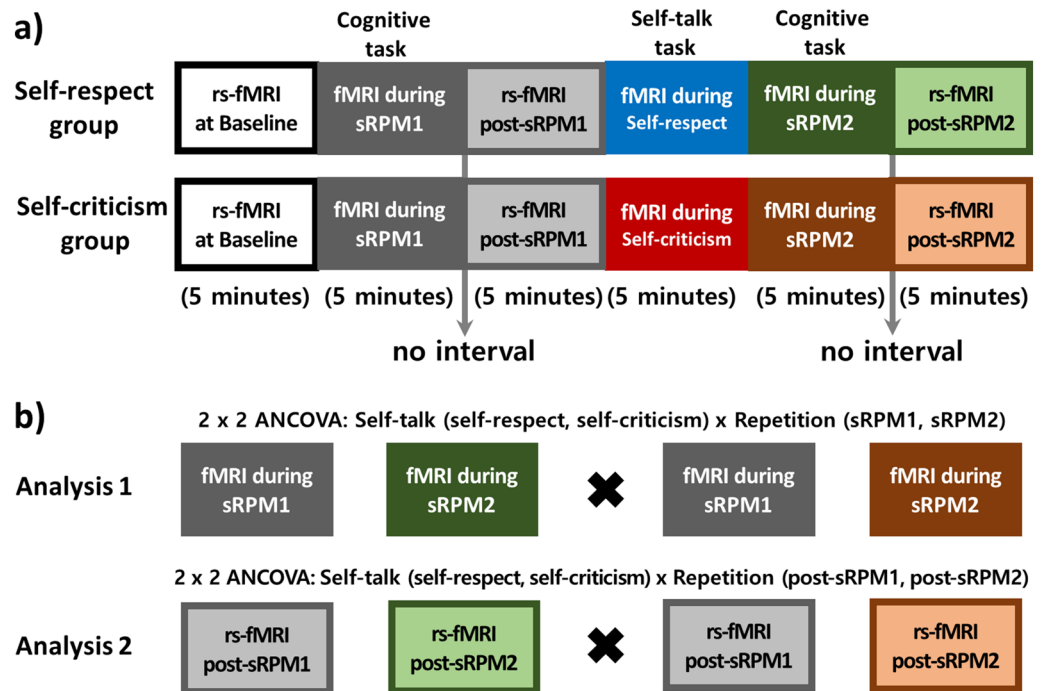 a)
Cognitive
task
Self-talk
task
Cognitive
task
Self-respect
group
rs-fMRI
at Baseline
fMRI during
sRPM1
rs-fMRI
post-sRPM1
fMRI during
Self-respect
fMRI during
sRPM2
rs-fMRI
post-sRPM2
Self-criticism
group
rs-fMRI
at Baseline
fMRI during
sRPM1
rs-fMRI
post-sRPM1
fMRI during
Self-criticism
fMRI during
sRPM2
rs-fMRI
post-sRPM2
(5 minutes) (5 minutes) (5 minutes) (5 minutes) (5 minutes) (5 minutes)
no interval
no interval
b)
2 x 2 ANCOVA: Self-talk (self-respect, self-criticism) x Repetition (sRPM1, sRPM2)
Analysis 1
fMRI during
sRPM1
fMRI during
sRPM2
fMRI during
sRPM1
fMRI during
sRPM2
2 x 2 ANCOVA: Self-talk (self-respect, self-criticism) x Repetition (post-sRPM1, post-sRPM2)
Analysis 2
rs-fMRI
post-sRPM1
rs-fMRI
post-sRPM2
rs-fMRI
post-sRPM1
rs-fMRI
post-sRPM2